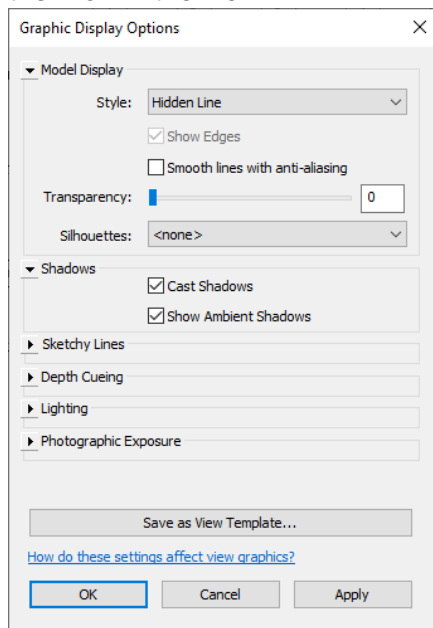 Graphic Display Options
Model Display
Style: Hidden Line
Show Edges
Smooth lines with anti-aliasing
Transparency: 0
Silhouettes: <none>
Shadows
Cast Shadows
Show Ambient Shadows
Sketchy Lines
Depth Cueing
Lighting
Photographic Exposure
Save as View Template...
How do these settings affect view graphics?
OK Cancel Apply